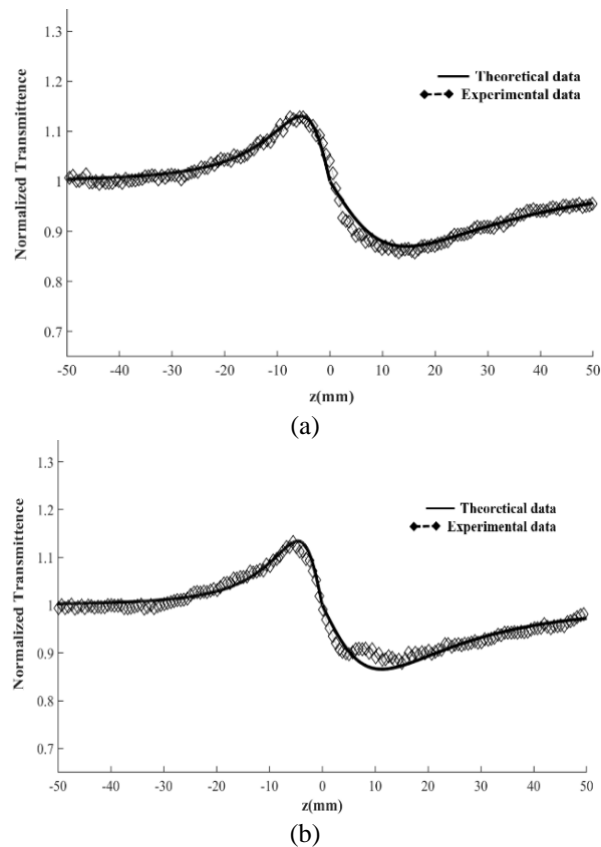 1.3
1.2
1.1
1
0.9
0.8
0.7
Normalized Transmittence
Theoretical data
Experimental data
-50 -40 -30 -20 -10 0 10 20 30 40 50
z(mm)
(a)
1.3
1.2
1.1
1
0.9
0.8
0.7
Normalized Transmittence
Theoretical data
Experimental data
-50 -40 -30 -20 -10 0 10 20 30 40 50
z(mm)
(b)